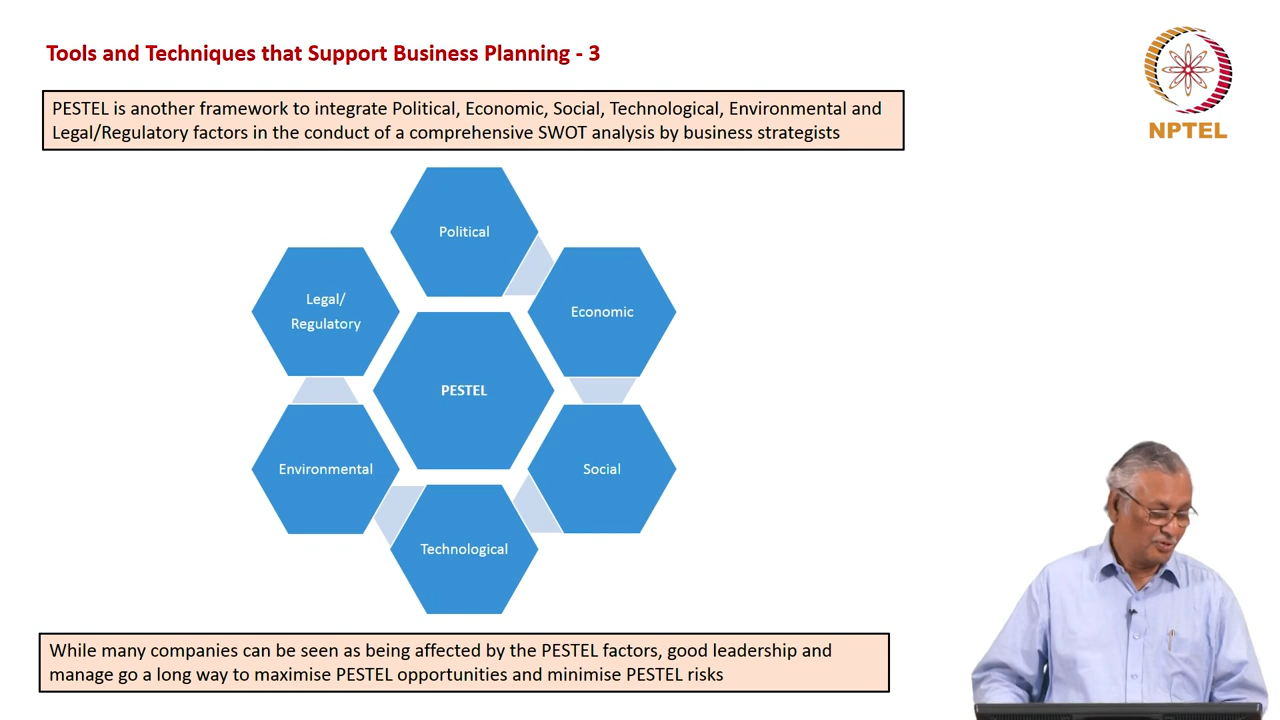 Tools and Techniques that Support Business Planning - 3
NPTEL
PESTEL is another framework to integrate Political, Economic, Social, Technological, Environmental and
Legal/Regulatory factors in the conduct of a comprehensive SWOT analysis by business strategists
Political
Economic
Social
Technological
Environmental
Legal/
Regulatory
PESTEL
While many companies can be seen as being affected by the PESTEL factors, good leadership and
manage go a long way to maximise PESTEL opportunities and minimise PESTEL risks